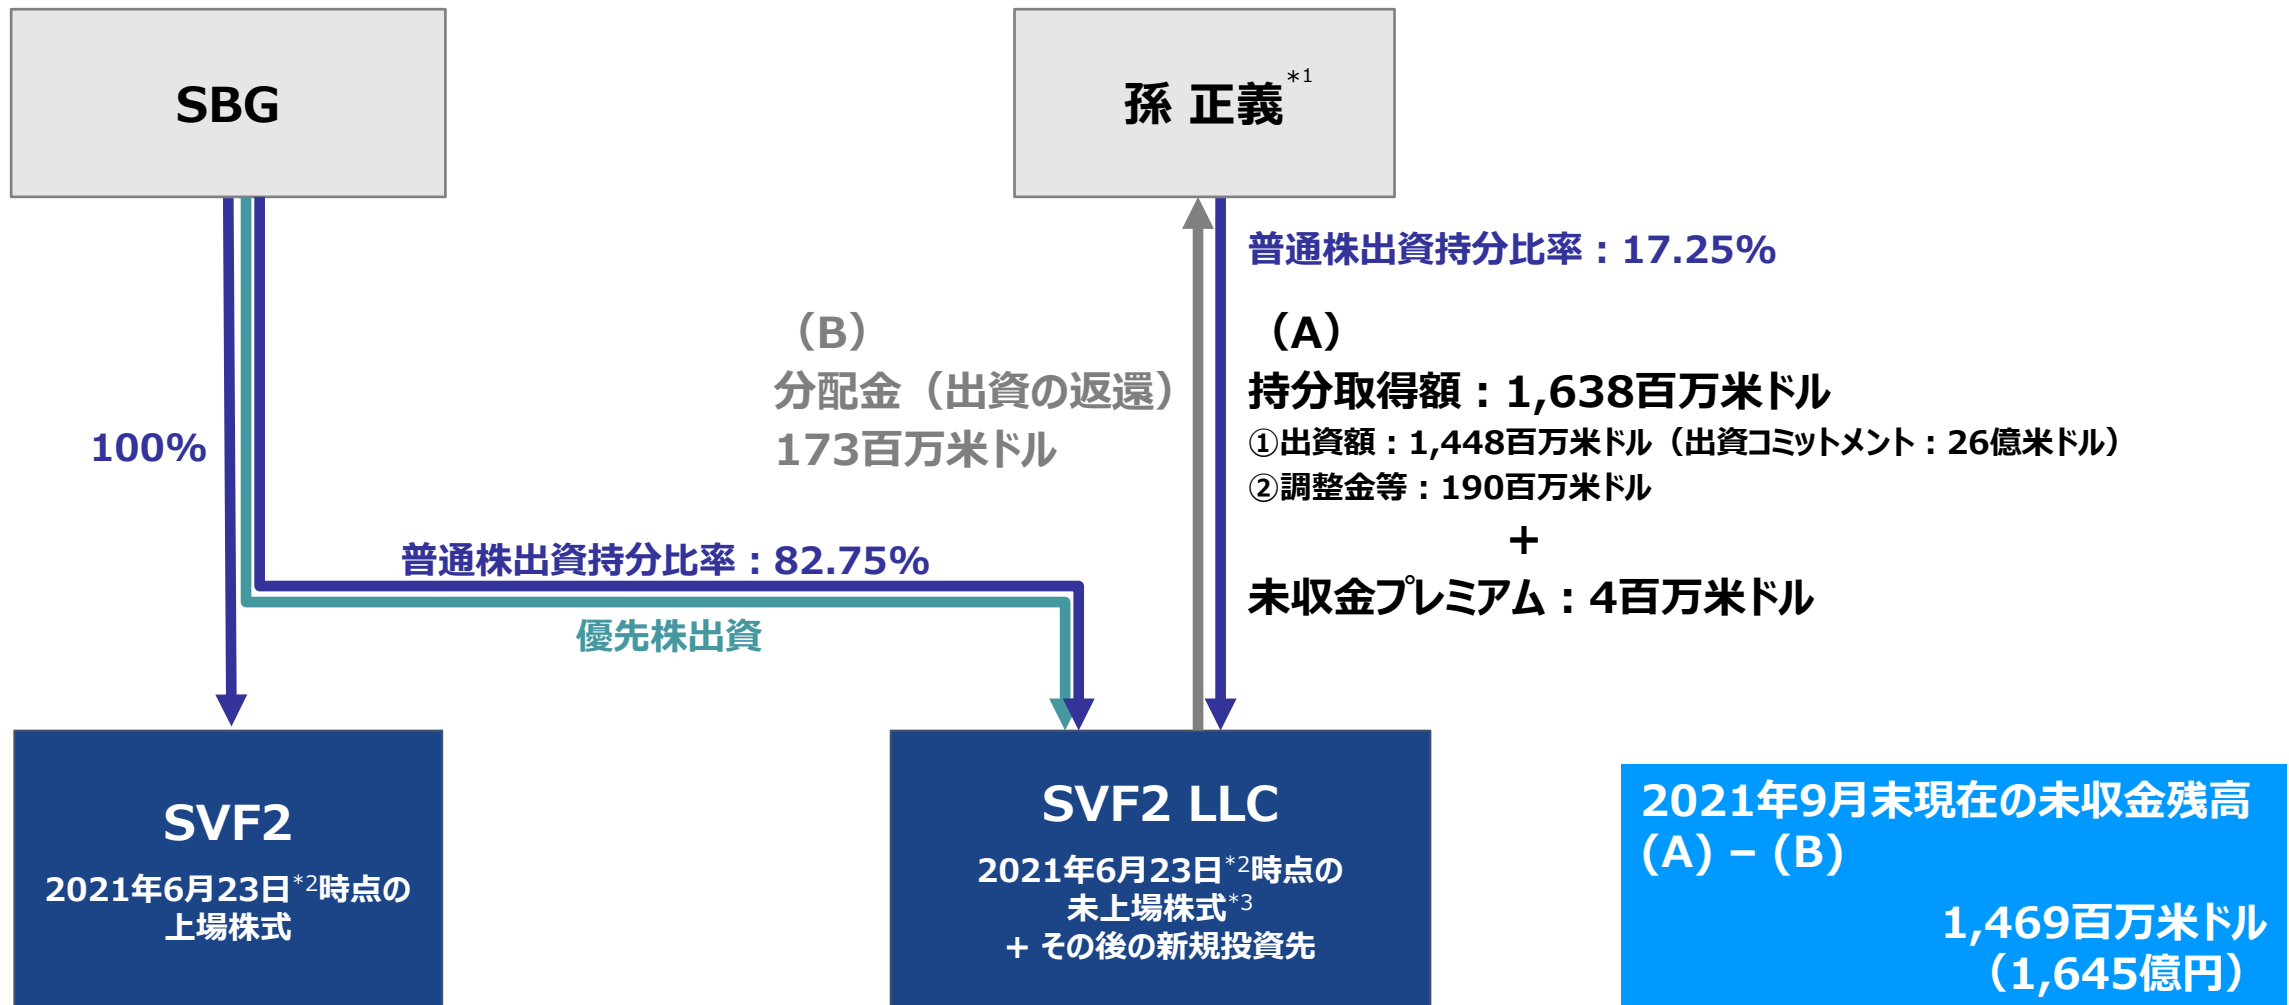 SBG
孫 正義*1
普通株出資持分比率：17.25%
（B）
分配金（出資の返還）
173百万米ドル
（A）
持分取得額：1,638百万米ドル
①出資額：1,448百万米ドル（出資コミットメント：26億米ドル）
②調整金等：190百万米ドル
+
未収金プレミアム：4百万米ドル
100%
普通株出資持分比率：82.75%
優先株出資
SVF2
2021年6月23日*2時点の
上場株式
SVF2 LLC
2021年6月23日*2時点の
未上場株式*3
+ その後の新規投資先
2021年9月末現在の未収金残高
(A) − (B)
1,469百万米ドル
（1,645億円）